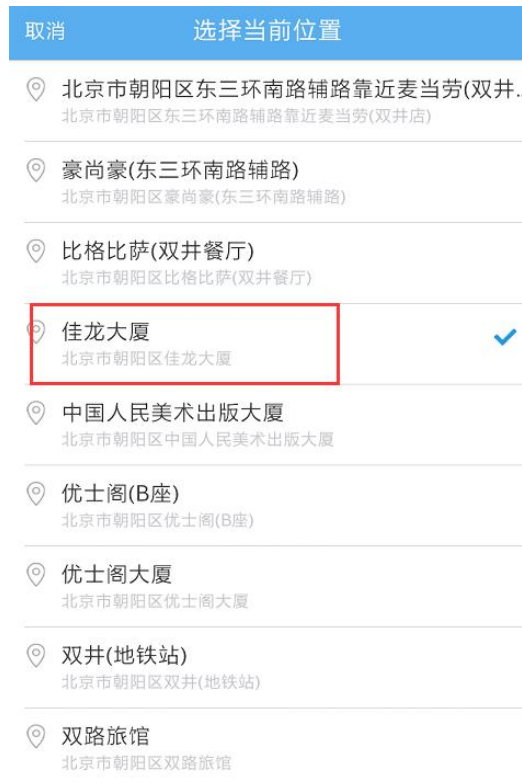 取消 选择当前位置
北京市朝阳区东三环南路辅路靠近麦当劳(双井..
北京市朝阳区东三环南路辅路靠近麦当劳(双井店)
豪尚豪(东三环南路辅路)
北京市朝阳区豪尚豪(东三环南路辅路)
比格比萨(双井餐厅)
北京市朝阳区比格比萨(双井餐厅)
佳龙大厦
北京市朝阳区佳龙大厦
中国人民美术出版大厦
北京市朝阳区中国人民美术出版大厦
优士阁(B座)
北京市朝阳区优士阁(B座)
优士阁大厦
北京市朝阳区优士阁大厦
双井(地铁站)
北京市朝阳区双井(地铁站)
双路旅馆
北京市朝阳区双路旅馆